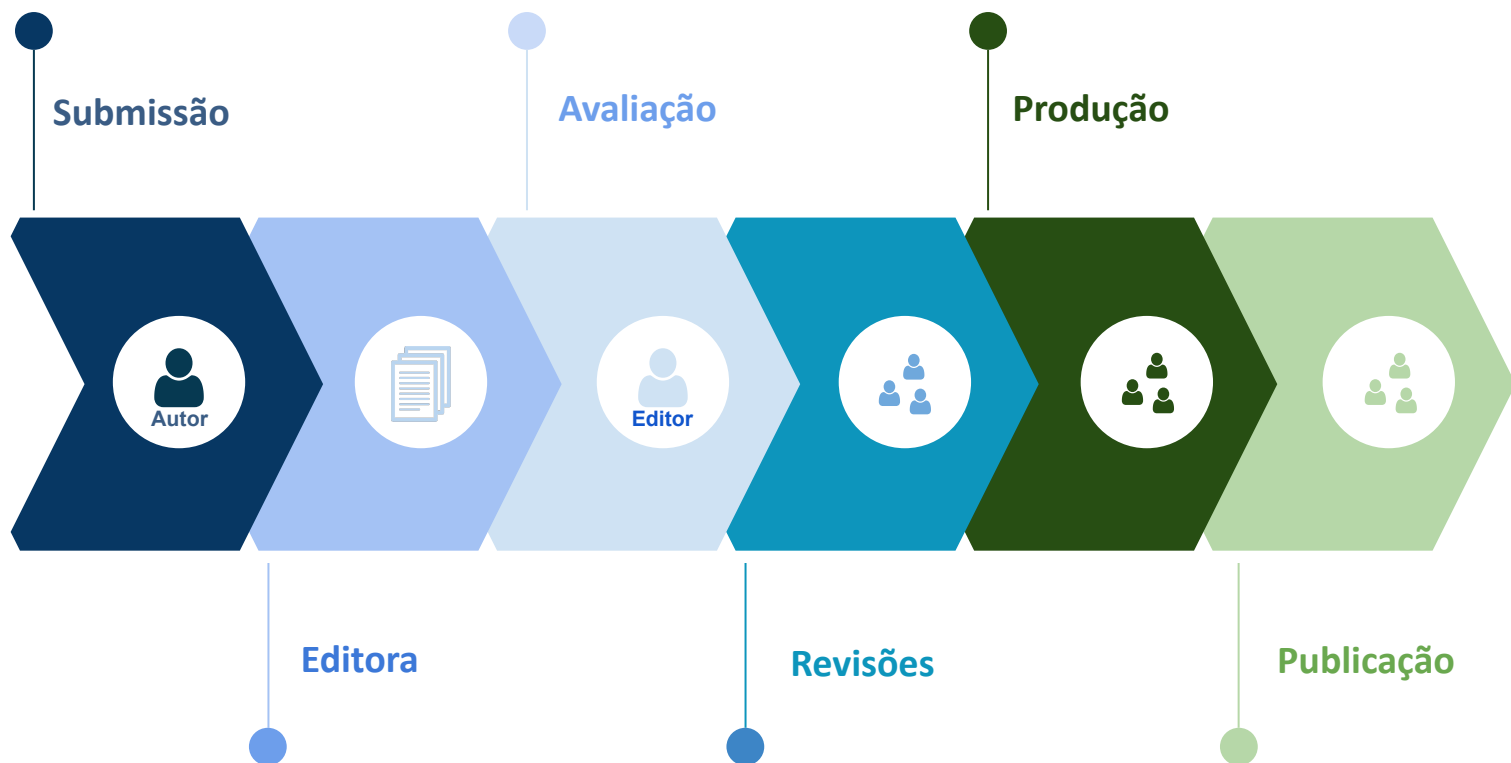 Submissão
Avaliação
Produção
Autor
Editor
Editora
Revisões
Publicação